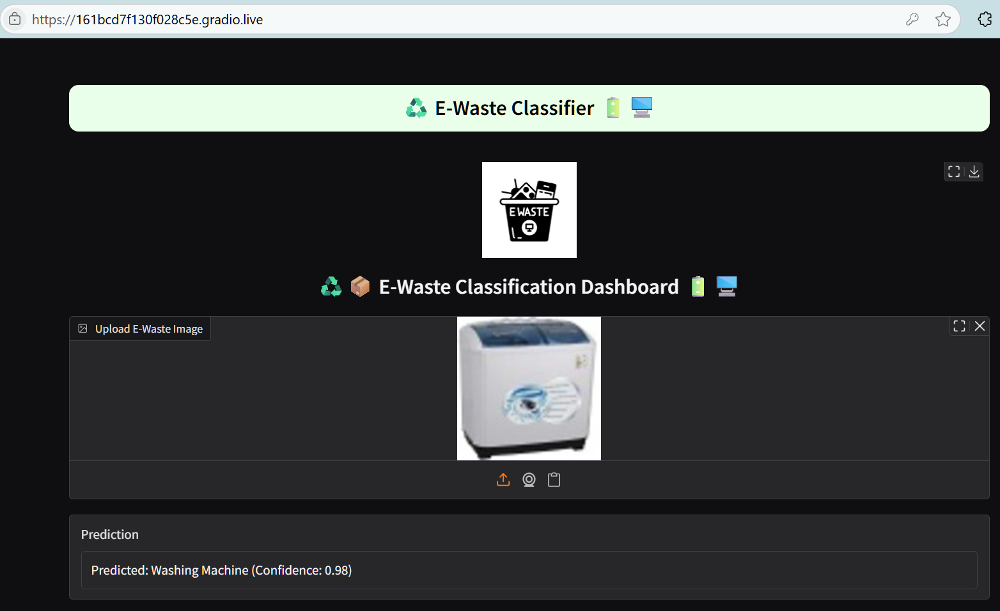 https://161bcd7f130f028c5e.gradio.live
E-Waste Classifier
E WASTE
E-Waste Classification Dashboard
Upload E-Waste Image
Prediction
Predicted: Washing Machine (Confidence: 0.98)